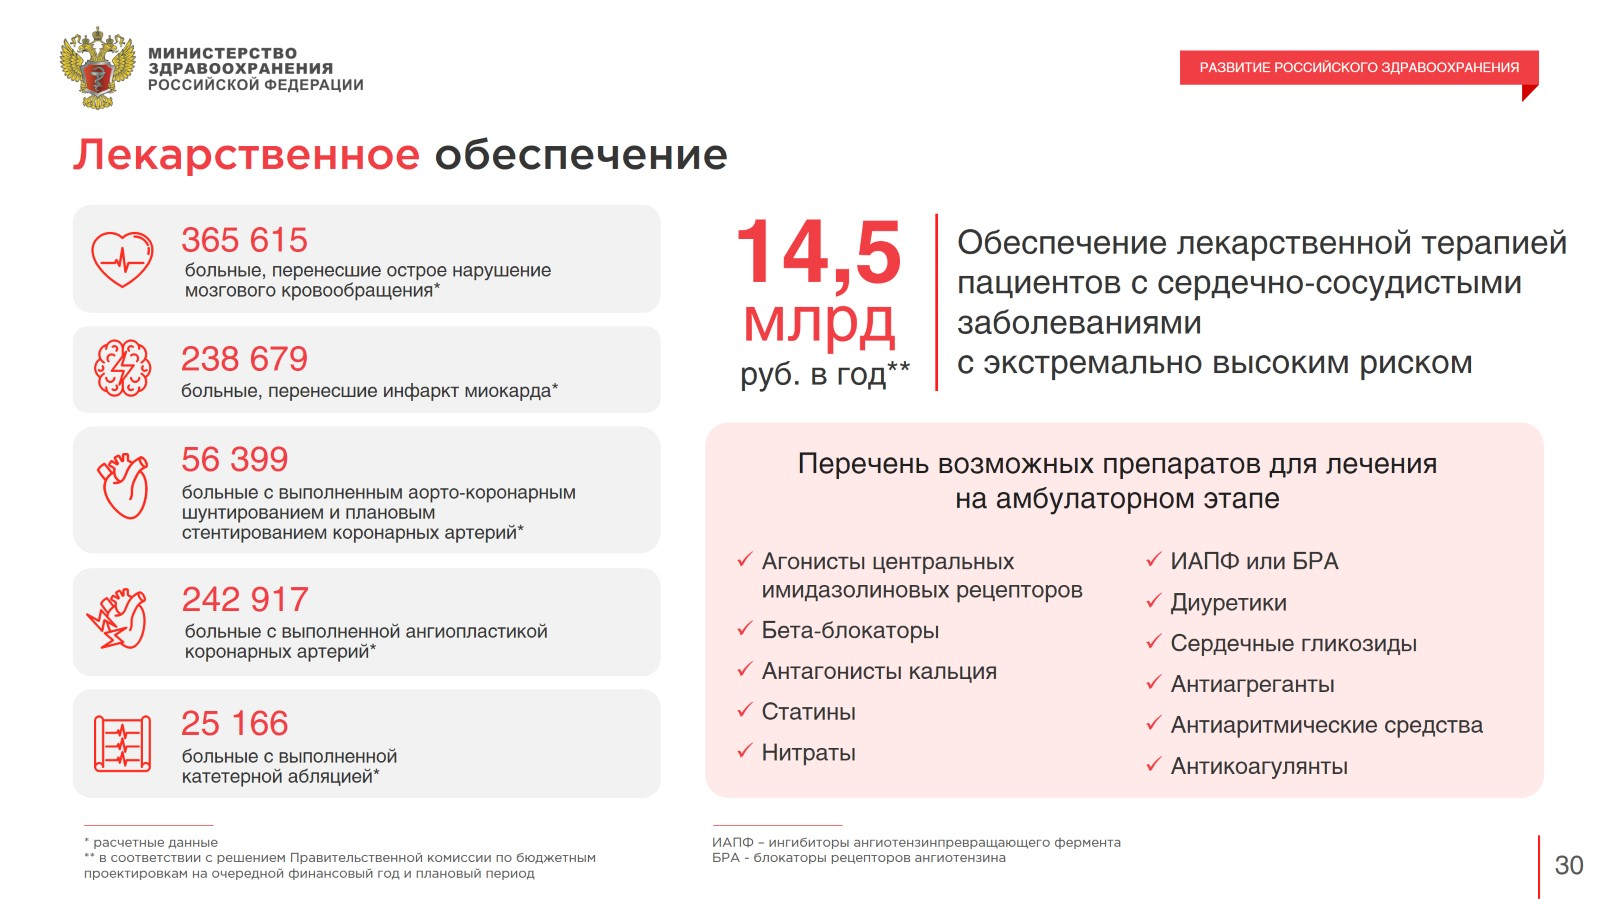 МИНИСТЕРСТВО
ЗДРАВООХРАНЕНИЯ
РОССИЙСКОЙ ФЕДЕРАЦИИ
РАЗВИТИЕ РОССИЙСКОГО ЗДРАВООХРАНЕНИЯ
Лекарственное обеспечение
365 615
больные, перенесшие острое нарушение
мозгового кровообращения*
238 679
больные, перенесшие инфаркт миокарда*
56 399
больные с выполненным аорто-коронарным
шунтированием и плановым
стентированием коронарных артерий*
242 917
больные с выполненной ангиопластикой
коронарных артерий*
25 166
больные с выполненной
катетерной абляцией*
14,5
млрд
руб. в год**
Обеспечение лекарственной терапией
пациентов с сердечно-сосудистыми
заболеваниями
с экстремально высоким риском
Перечень возможных препаратов для лечения
на амбулаторном этапе
Агонисты центральных
имидазолиновых рецепторов
Бета-блокаторы
Антагонисты кальция
Статины
Нитраты
ИАПФ или БРА
Диуретики
Сердечные гликозиды
Антиагреганты
Антиаритмические средства
Антикоагулянты
* расчетные данные
** в соответствии с решением Правительственной комиссии по бюджетным
проектировкам на очередной финансовый год и плановый период
ИАПФ – ингибиторы ангиотензинпревращающего фермента
БРА - блокаторы рецепторов ангиотензина
30